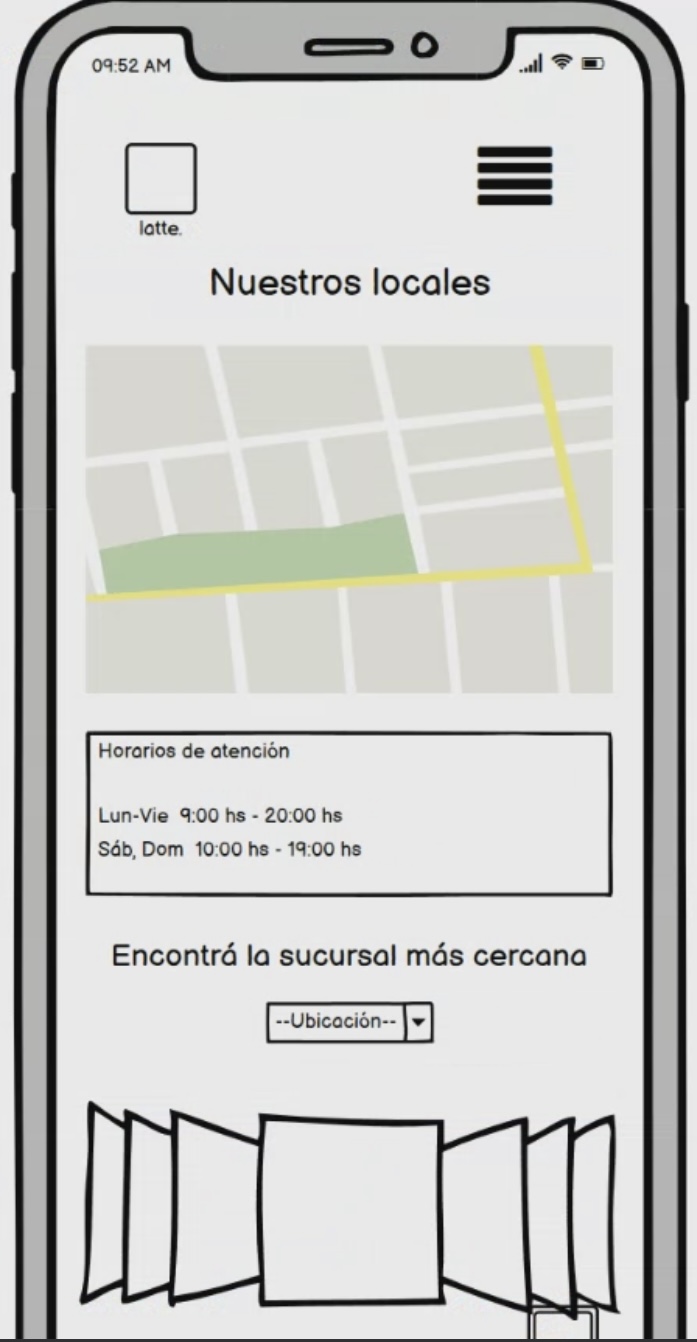 09:52 AM
latte.
Nuestros locales
Horarios de atención
Lun-Vie 9:00 hs - 20:00 hs
Sáb, Dom 10:00 hs - 19:00 hs
Encontrá la sucursal más cercana
--Ubicación--